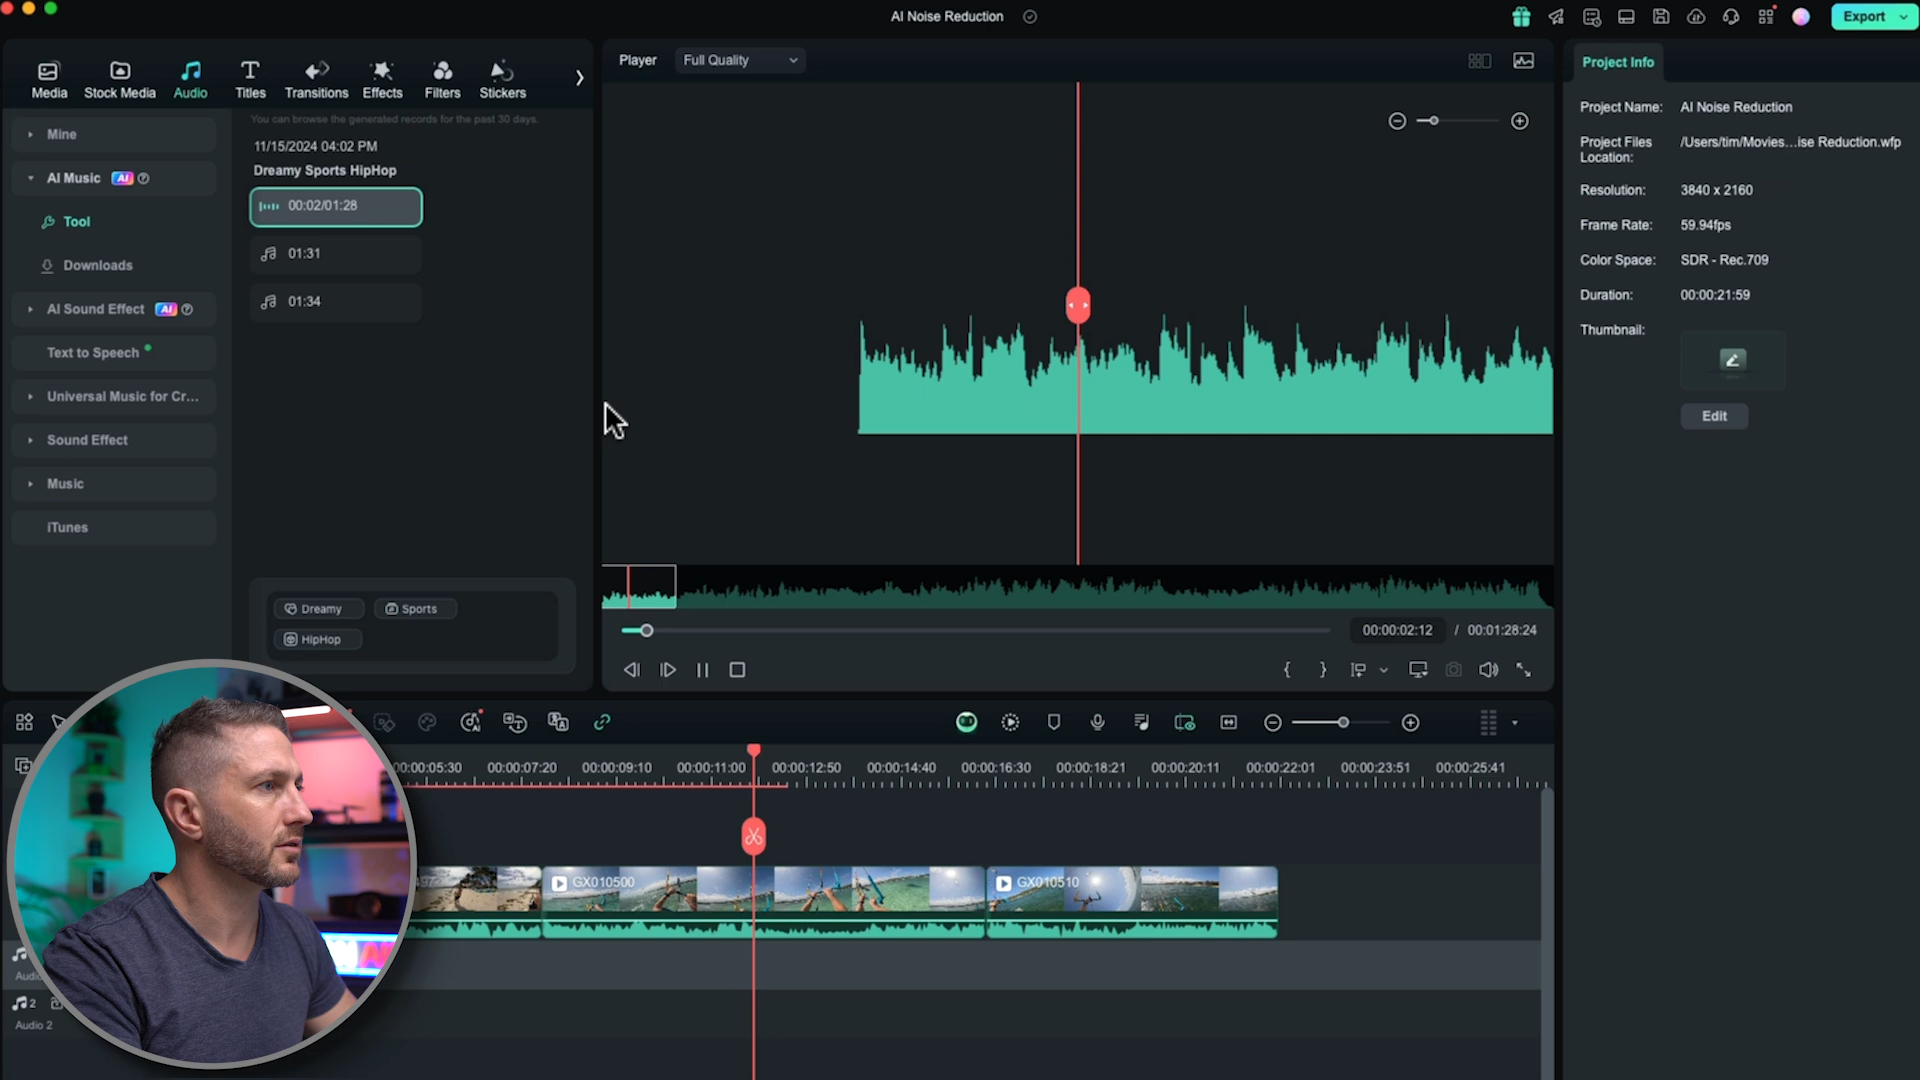 AI Noise Reduction
Export
Media
Stock Media
Audio
Titles
Transitions
Effects
Filters
Stickers
Player
Full Quality
Project Info
You can browse the generated records for the past 30 days.
Mine
11/15/2024 04:02 PM
Dreamy Sports HipHop
AI Music AI
00:02/01:28
Tool
01:31
Downloads
01:34
AI Sound Effect AI
Text to Speech
Universal Music for Cr...
Sound Effect
Music
iTunes
Dreamy
Sports
HipHop
Project Name: AI Noise Reduction
Project Files Location: /Users/tim/Movies...ise Reduction.wfp
Resolution: 3840 x 2160
Frame Rate: 59.94fps
Color Space: SDR - Rec.709
Duration: 00:00:21:59
Thumbnail:
Edit
00:00:02:12 / 00:01:28:24
00:00:05:30
00:00:07:20
00:00:09:10
00:00:11:00
00:00:12:50
00:00:14:40
00:00:16:30
00:00:18:21
00:00:20:11
00:00:22:01
00:00:23:51
00:00:25:41
GX010500
GX010510
2
Audio 2